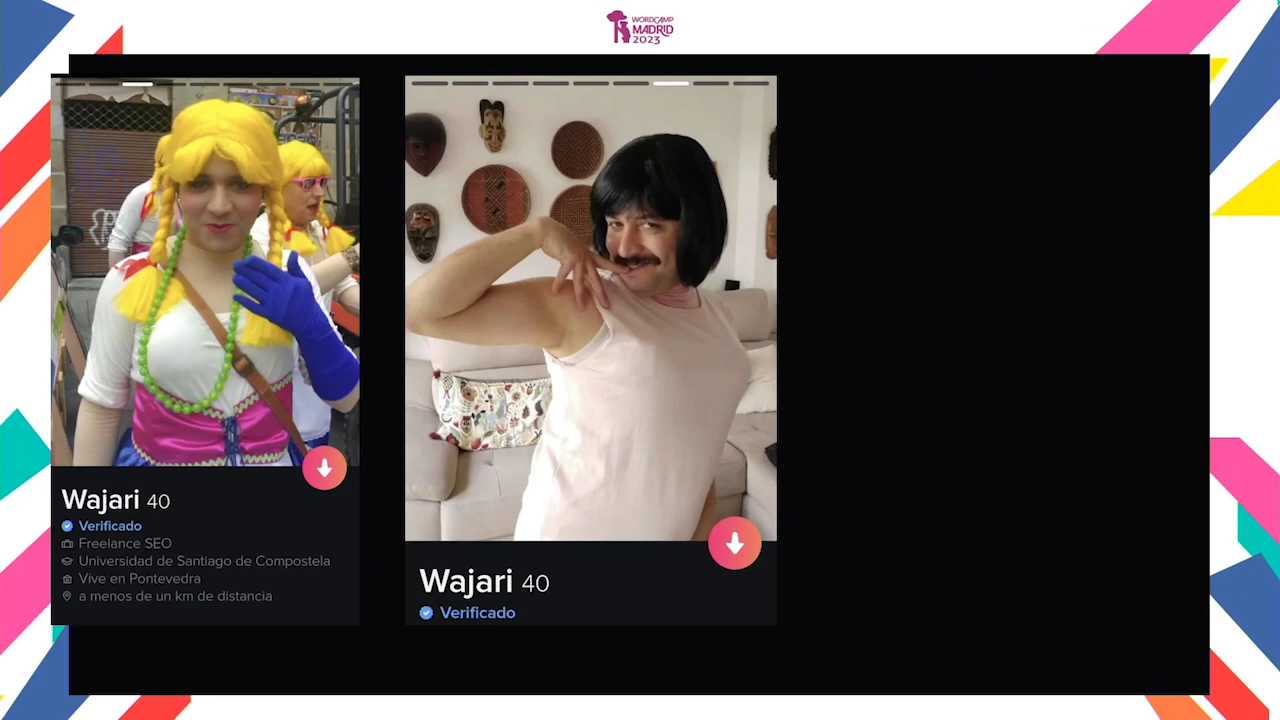 WORDCAMP
MADRID
2023
Wajari 40
Verificado
Freelance SEO
Universidad de Santiago de Compostela
Vive en Pontevedra
a menos de un km de distancia
Wajari 40
Verificado